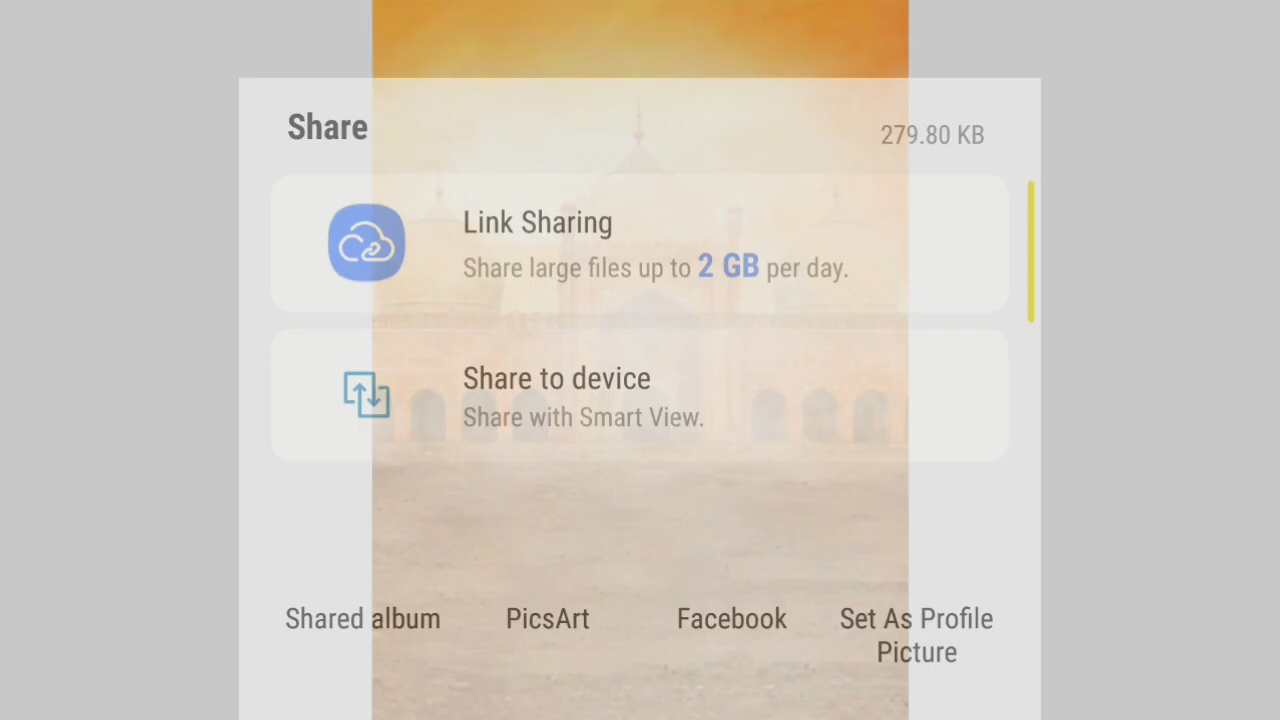 Share
279.80 KB
Link Sharing
Share large files up to 2 GB per day.
Share to device
Share with Smart View.
Shared album
PicsArt
Facebook
Set As Profile
Picture